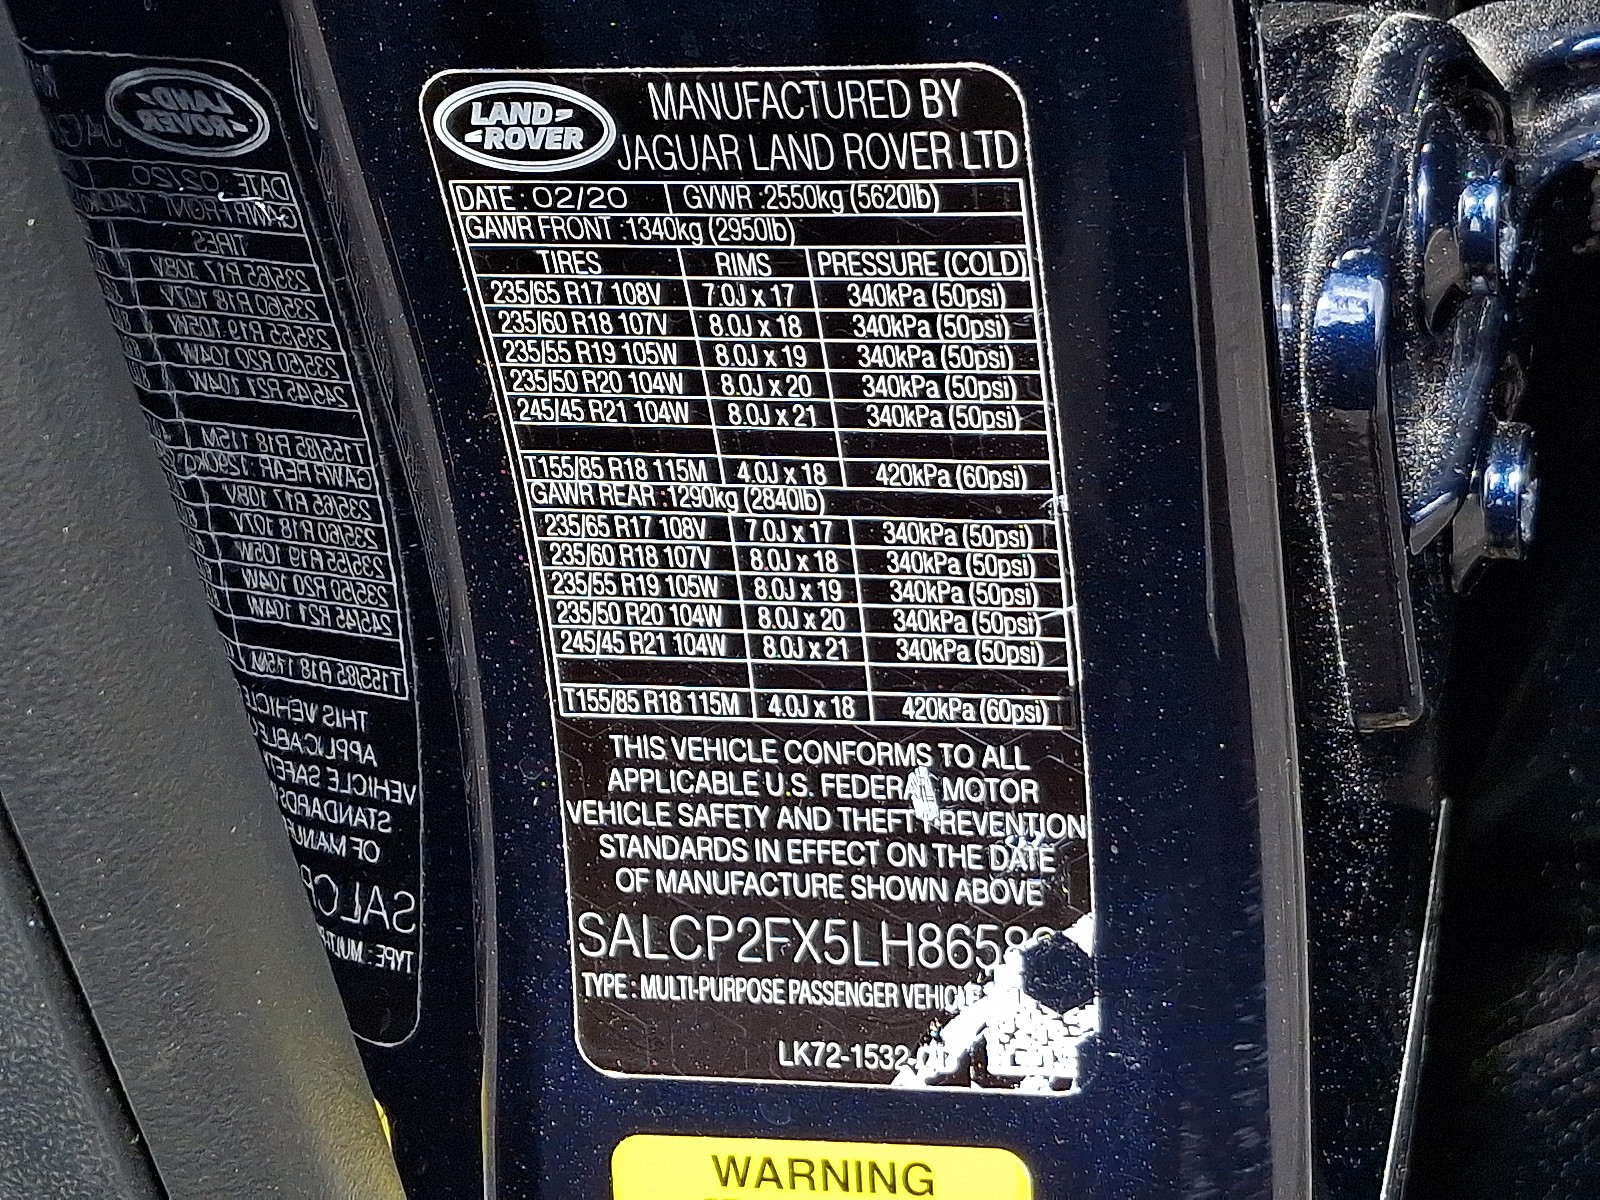 LAND
ROVER
MANUFACTURED BY
JAGUAR LAND ROVER LTD
DATE : 02/20 GVWR :2550kg (5620lb)
GAWR FRONT :1340kg (2950lb)
TIRES RIMS PRESSURE (COLD)
235/65 R17 108V 7.0J x 17 340kPa (50psi)
235/60 R18 107V 8.0J x 18 340kPa (50psi)
235/55 R19 105W 8.0J x 19 340kPa (50psi)
235/50 R20 104W 8.0J x 20 340kPa (50psi)
245/45 R21 104W 8.0J x 21 340kPa (50psi)
T155/85 R18 115M 4.0J x 18 420kPa (60psi)
GAWR REAR :1290kg (2840lb)
235/65 R17 108V 7.0J x 17 340kPa (50psi)
235/60 R18 107V 8.0J x 18 340kPa (50psi)
235/55 R19 105W 8.0J x 19 340kPa (50psi)
235/50 R20 104W 8.0J x 20 340kPa (50psi)
245/45 R21 104W 8.0J x 21 340kPa (50psi)
T155/85 R18 115M 4.0J x 18 420kPa (60psi)
THIS VEHICLE CONFORMS TO ALL
APPLICABLE U.S. FEDERAL MOTOR
VEHICLE SAFETY AND THEFT PREVENTION
STANDARDS IN EFFECT ON THE DATE
OF MANUFACTURE SHOWN ABOVE
SALCP2FX5LH8658
TYPE : MULTI-PURPOSE PASSENGER VEHICLE
LK72-1532-
WARNING